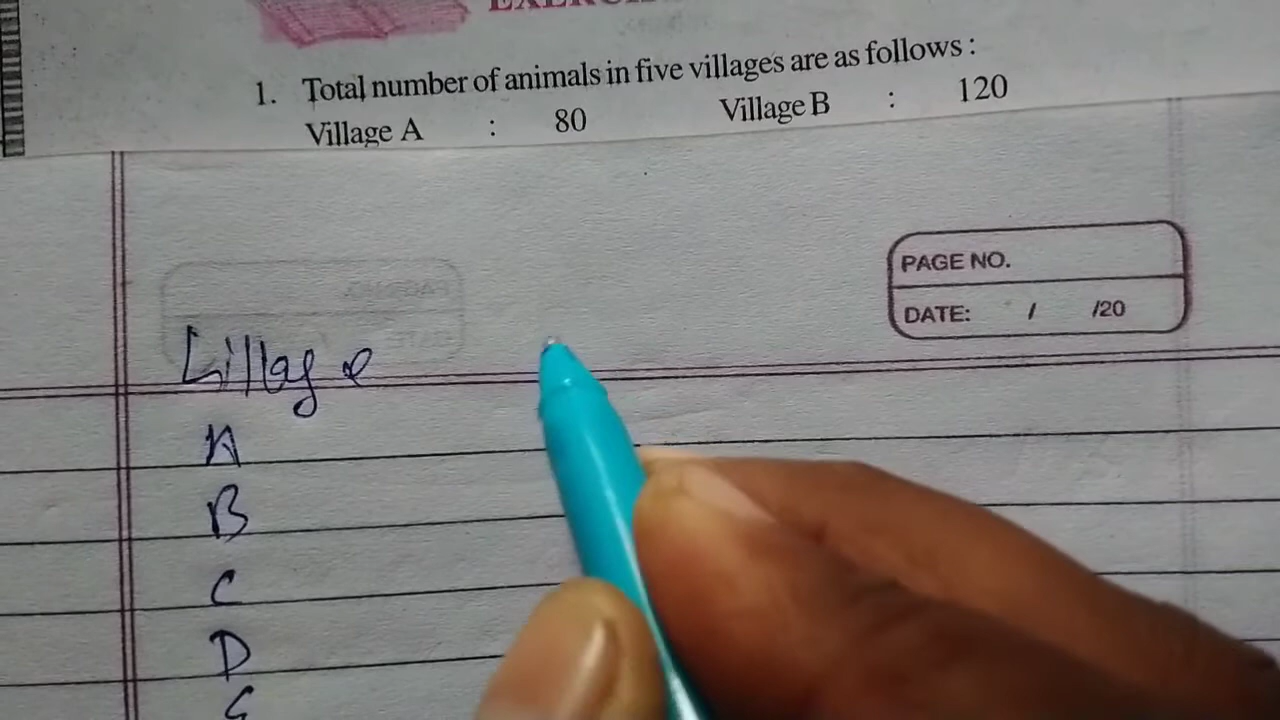 1. Total number of animals in five villages are as follows :
Village A : 80 Village B : 120
PAGE NO.
DATE: / /20
Village
A
B
C
D